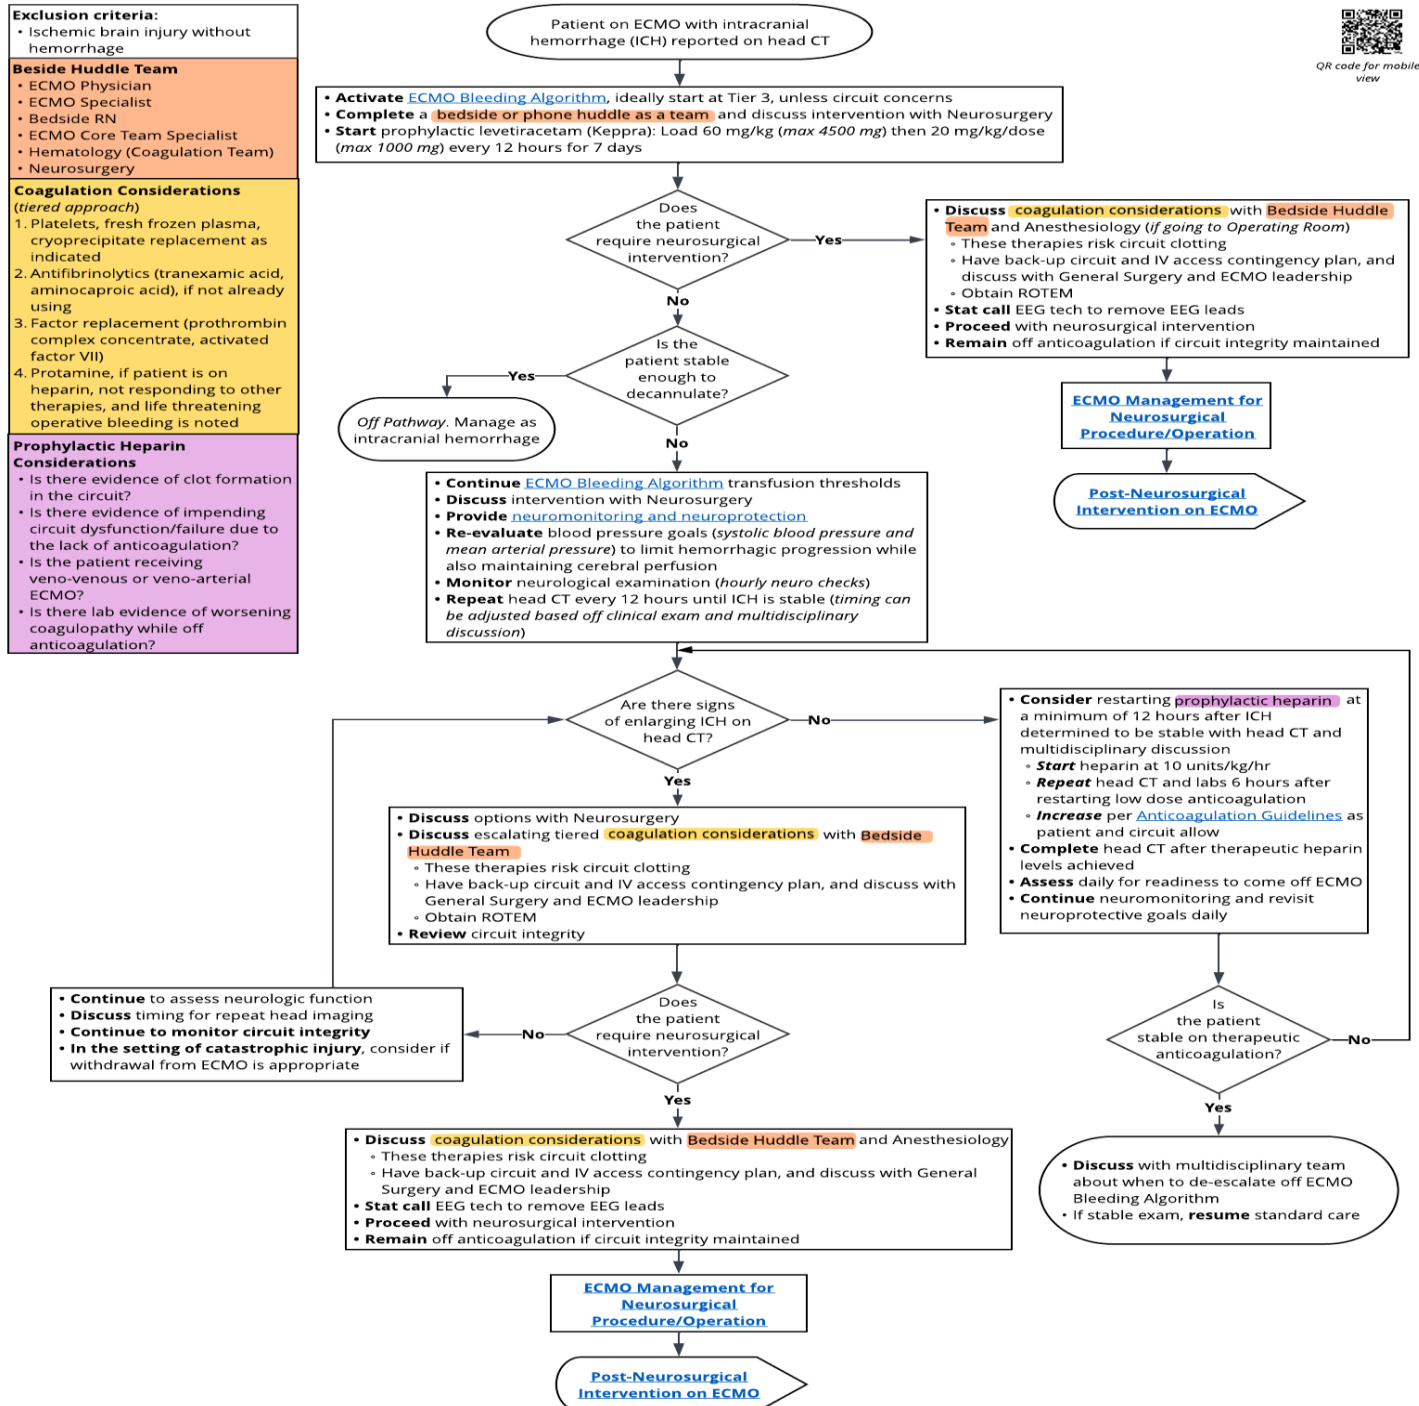 Exclusion criteria:
• Ischemic brain injury without
hemorrhage
Beside Huddle Team
• ECMO Physician
• ECMO Specialist
• Bedside RN
• ECMO Core Team Specialist
• Hematology (Coagulation Team)
• Neurosurgery
Coagulation Considerations
(tiered approach)
1. Platelets, fresh frozen plasma,
cryoprecipitate replacement as
indicated
2. Antifibrinolytics (tranexamic acid,
aminocaproic acid), if not already
using
3. Factor replacement (prothrombin
complex concentrate, activated
factor VII)
4. Protamine, if patient is on
heparin, not responding to other
therapies, and life threatening
operative bleeding is noted
Prophylactic Heparin
Considerations
• Is there evidence of clot formation
in the circuit?
• Is there evidence of impending
circuit dysfunction/failure due to
the lack of anticoagulation?
• Is the patient receiving
veno-venous or veno-arterial
ECMO?
• Is there lab evidence of worsening
coagulopathy while off
anticoagulation?
Patient on ECMO with intracranial
hemorrhage (ICH) reported on head CT
QR code for mobile
view
• Activate ECMO Bleeding Algorithm, ideally start at Tier 3, unless circuit concerns
• Complete a bedside or phone huddle as a team and discuss intervention with Neurosurgery
• Start prophylactic levetiracetam (Keppra): Load 60 mg/kg (max 4500 mg) then 20 mg/kg/dose
(max 1000 mg) every 12 hours for 7 days
Does
the patient
require neurosurgical
intervention?
Yes
• Discuss coagulation considerations with Bedside Huddle
Team and Anesthesiology (if going to Operating Room)
◦ These therapies risk circuit clotting
◦ Have back-up circuit and IV access contingency plan, and
discuss with General Surgery and ECMO leadership
◦ Obtain ROTEM
• Stat call EEG tech to remove EEG leads
• Proceed with neurosurgical intervention
• Remain off anticoagulation if circuit integrity maintained
ECMO Management for
Neurosurgical
Procedure/Operation
Post-Neurosurgical
Intervention on ECMO
No
Is the
patient stable
enough to
decannulate?
Yes
Off Pathway. Manage as
intracranial hemorrhage
No
• Continue ECMO Bleeding Algorithm transfusion thresholds
• Discuss intervention with Neurosurgery
• Provide neuromonitoring and neuroprotection
• Re-evaluate blood pressure goals (systolic blood pressure and
mean arterial pressure) to limit hemorrhagic progression while
also maintaining cerebral perfusion
• Monitor neurological examination (hourly neuro checks)
• Repeat head CT every 12 hours until ICH is stable (timing can
be adjusted based off clinical exam and multidisciplinary
discussion)
Are there signs
of enlarging ICH on
head CT?
No
• Consider restarting prophylactic heparin at
a minimum of 12 hours after ICH
determined to be stable with head CT and
multidisciplinary discussion
◦ Start heparin at 10 units/kg/hr
◦ Repeat head CT and labs 6 hours after
restarting low dose anticoagulation
◦ Increase per Anticoagulation Guidelines as
patient and circuit allow
• Complete head CT after therapeutic heparin
levels achieved
• Assess daily for readiness to come off ECMO
• Continue neuromonitoring and revisit
neuroprotective goals daily
Is
the patient
stable on therapeutic
anticoagulation?
No
Yes
• Discuss with multidisciplinary team
about when to de-escalate off ECMO
Bleeding Algorithm
• If stable exam, resume standard care
Yes
• Discuss options with Neurosurgery
• Discuss escalating tiered coagulation considerations with Bedside
Huddle Team
◦ These therapies risk circuit clotting
◦ Have back-up circuit and IV access contingency plan, and discuss with
General Surgery and ECMO leadership
◦ Obtain ROTEM
• Review circuit integrity
Does
the patient
require neurosurgical
intervention?
No
• Continue to assess neurologic function
• Discuss timing for repeat head imaging
• Continue to monitor circuit integrity
• In the setting of catastrophic injury, consider if
withdrawal from ECMO is appropriate
Yes
• Discuss coagulation considerations with Bedside Huddle Team and Anesthesiology
◦ These therapies risk circuit clotting
◦ Have back-up circuit and IV access contingency plan, and discuss with General
Surgery and ECMO leadership
• Stat call EEG tech to remove EEG leads
• Proceed with neurosurgical intervention
• Remain off anticoagulation if circuit integrity maintained
ECMO Management for
Neurosurgical
Procedure/Operation
Post-Neurosurgical
Intervention on ECMO